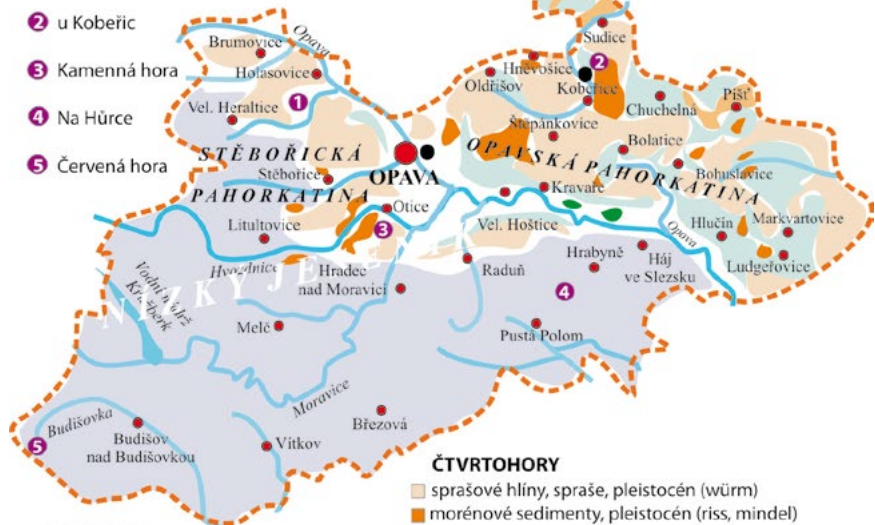 2 u Kobeřic
3 Kamenná hora
4 Na Hůrce
5 Červená hora
Sudice
Brumovice
Opava
Holasovice
Hněvošice
2
Oldřišov
Kobeřice
Chuchelná
Píšť
Vel. Heraltice
1
Štěpánkovice
Bolatice
STĚBOŘICKÁ
PAHORKATINA
OPAVSKÁ PAHORKATINA
OPAVA
Stěbořice
Bohuslavice
Kravaře
Otice
Vel. Hoštice
Opava
Hlučín
Markvartovice
Litultovice
3
Hrabyně
Háj
ve Slezsku
Ludgeřovice
Hvozdnice
NÍZKÝ JESENÍK
Hradec
nad Moravicí
Raduň
4
Vodní nádrž
Kružberk
Melč
Pustá Polom
Moravice
Budišovka
Březová
5
Budišov
nad Budišovkou
Vítkov
ČTVRTOHORY
sprašové hlíny, spraše, pleistocén (würm)
morénové sedimenty, pleistocén (riss, mindel)